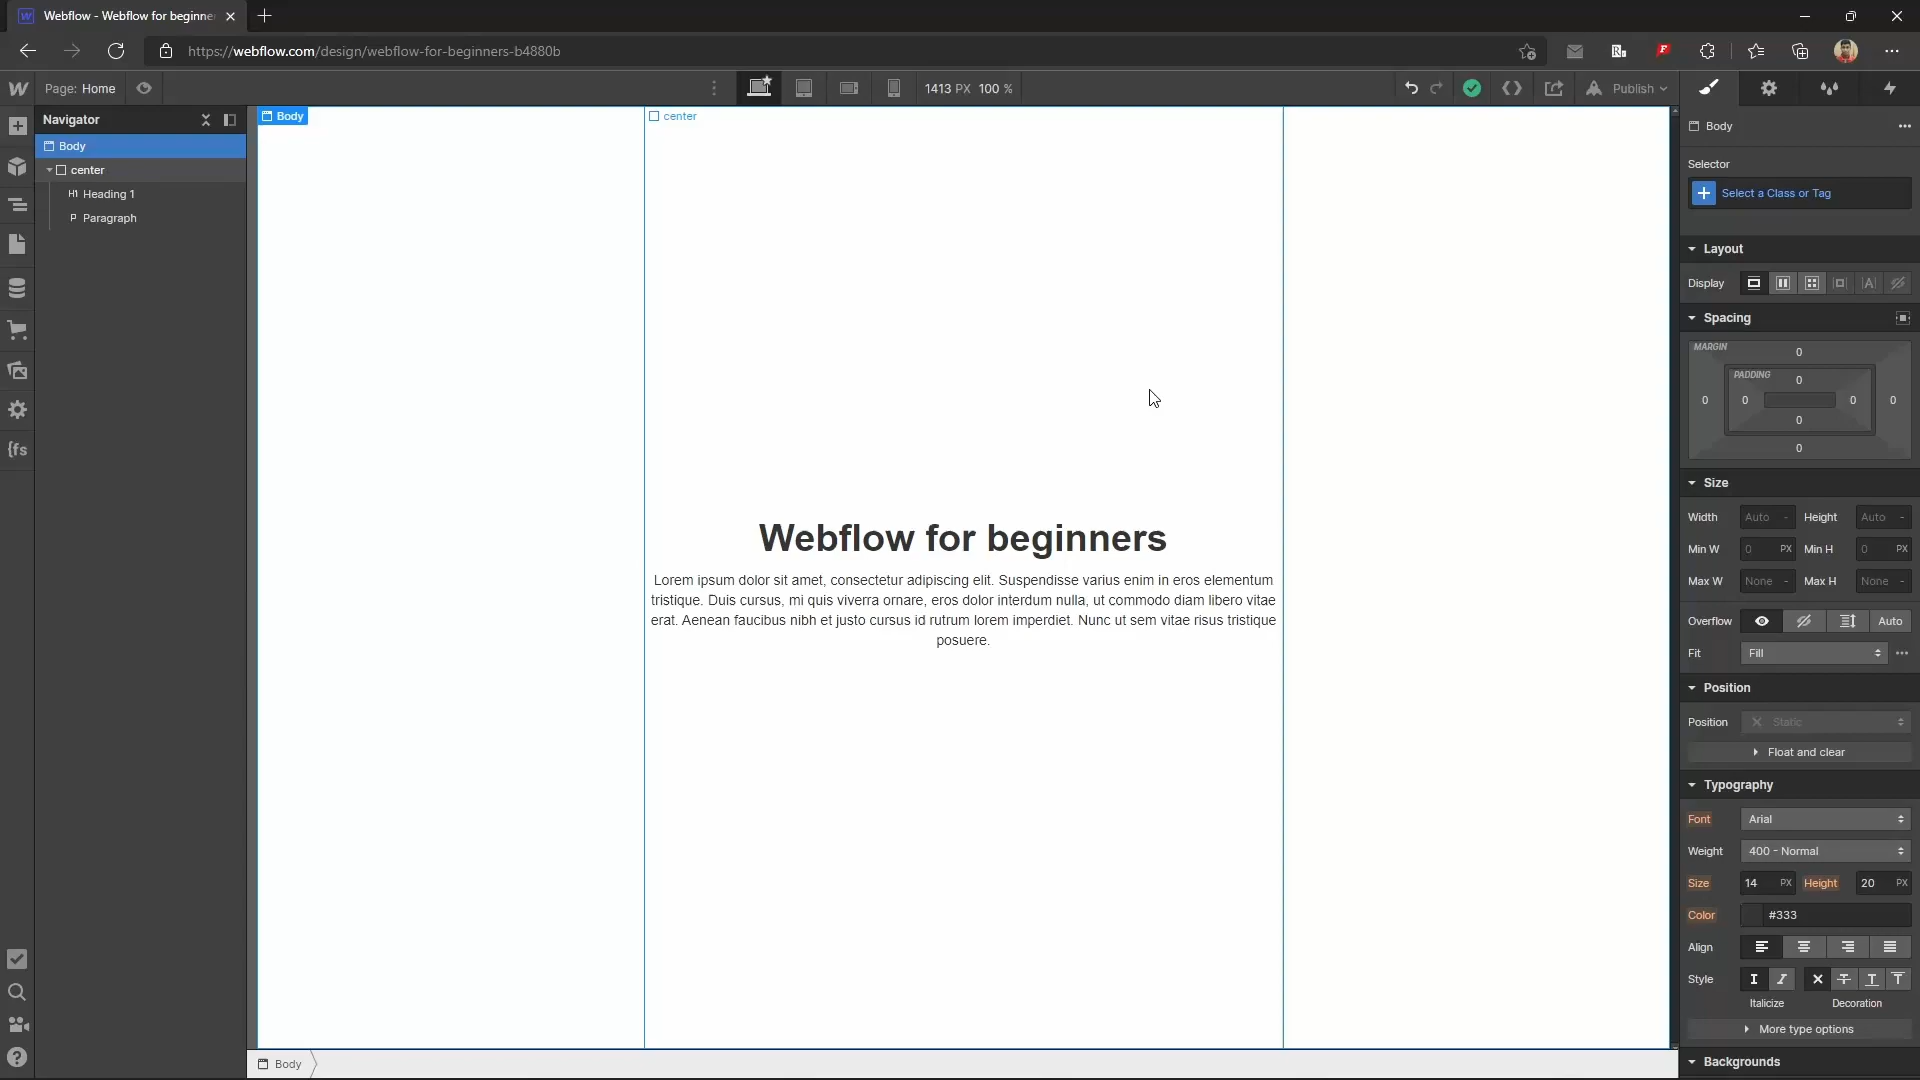 Webflow - Webflow for beginne
https://webflow.com/design/webflow-for-beginners-b4880b
Page: Home
1413 PX 100 %
Publish
Navigator
Body
center
H1 Heading 1
P Paragraph
{fs
Body
center
Webflow for beginners
Lorem ipsum dolor sit amet, consectetur adipiscing elit. Suspendisse varius enim in eros elementum
tristique. Duis cursus, mi quis viverra ornare, eros dolor interdum nulla, ut commodo diam libero vitae
erat. Aenean faucibus nibh et justo cursus id rutrum lorem imperdiet. Nunc ut sem vitae risus tristique
posuere.
Body
Body
Selector
Select a Class or Tag
Layout
Display
Spacing
MARGIN
0
PADDING
0
0 0 0 0
0
0
Size
Width Auto - Height Auto -
Min W 0 PX Min H 0 PX
Max W None - Max H None -
Overflow Auto
Fit Fill
Position
Position Static
Float and clear
Typography
Font Arial
Weight 400 - Normal
Size 14 PX Height 20 PX
Color #333
Align
Style
Italicize Decoration
More type options
Backgrounds